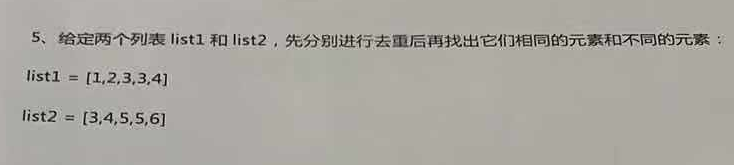 5、给定两个列表 list1 和 list2，先分别进行去重后再找出它们相同的元素和不同的元素：
list1 = [1,2,3,3,4]
list2 = [3,4,5,5,6]